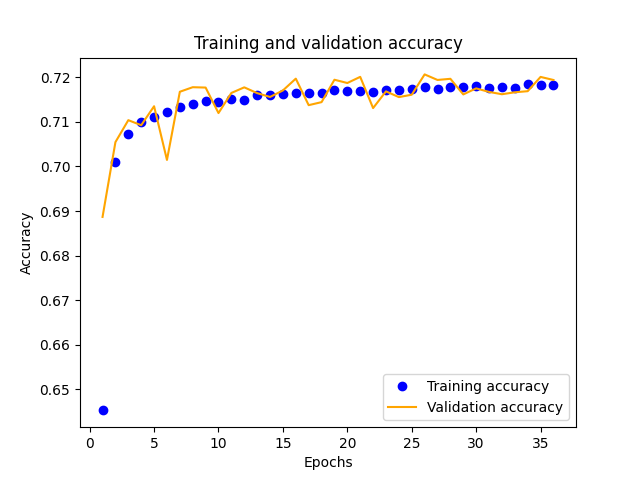 Training and validation accuracy
0.72
0.71
0.70
0.69
0.68
0.67
0.66
0.65
Accuracy
Training accuracy
Validation accuracy
0 5 10 15 20 25 30 35
Epochs